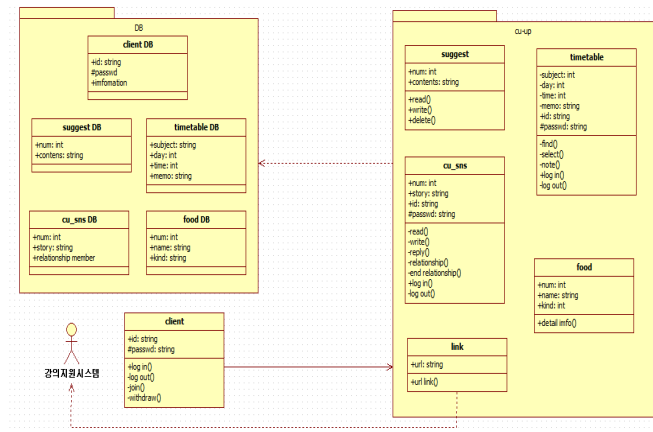 DB
client DB
+id: string
#passwd
+imfomation
suggest DB
+num: int
+contens: string
timetable DB
+subject: string
+day: int
+time: int
+memo: string
cu_sns DB
+num: int
+story: string
+relationship member
food DB
+num: int
+name: string
+kind: string
cu-up
suggest
+num: int
+contents: string
+read()
+write()
+delete()
timetable
-subject: int
-day: int
-time: int
-memo: string
+id: string
#passwd: string
-find()
-select()
-note()
+log in()
-log out()
cu_sns
+num: int
+story: string
+id: string
#passwd: string
-read()
-write()
-reply()
-relationship()
-end relationship()
+log in()
-log out()
food
+num: int
+name: string
+kind: int
+detail imfo()
link
+url: string
+url link()
client
+id: string
#passwd: string
+log in()
-log out()
-join()
-withdraw()
강의지원시스템